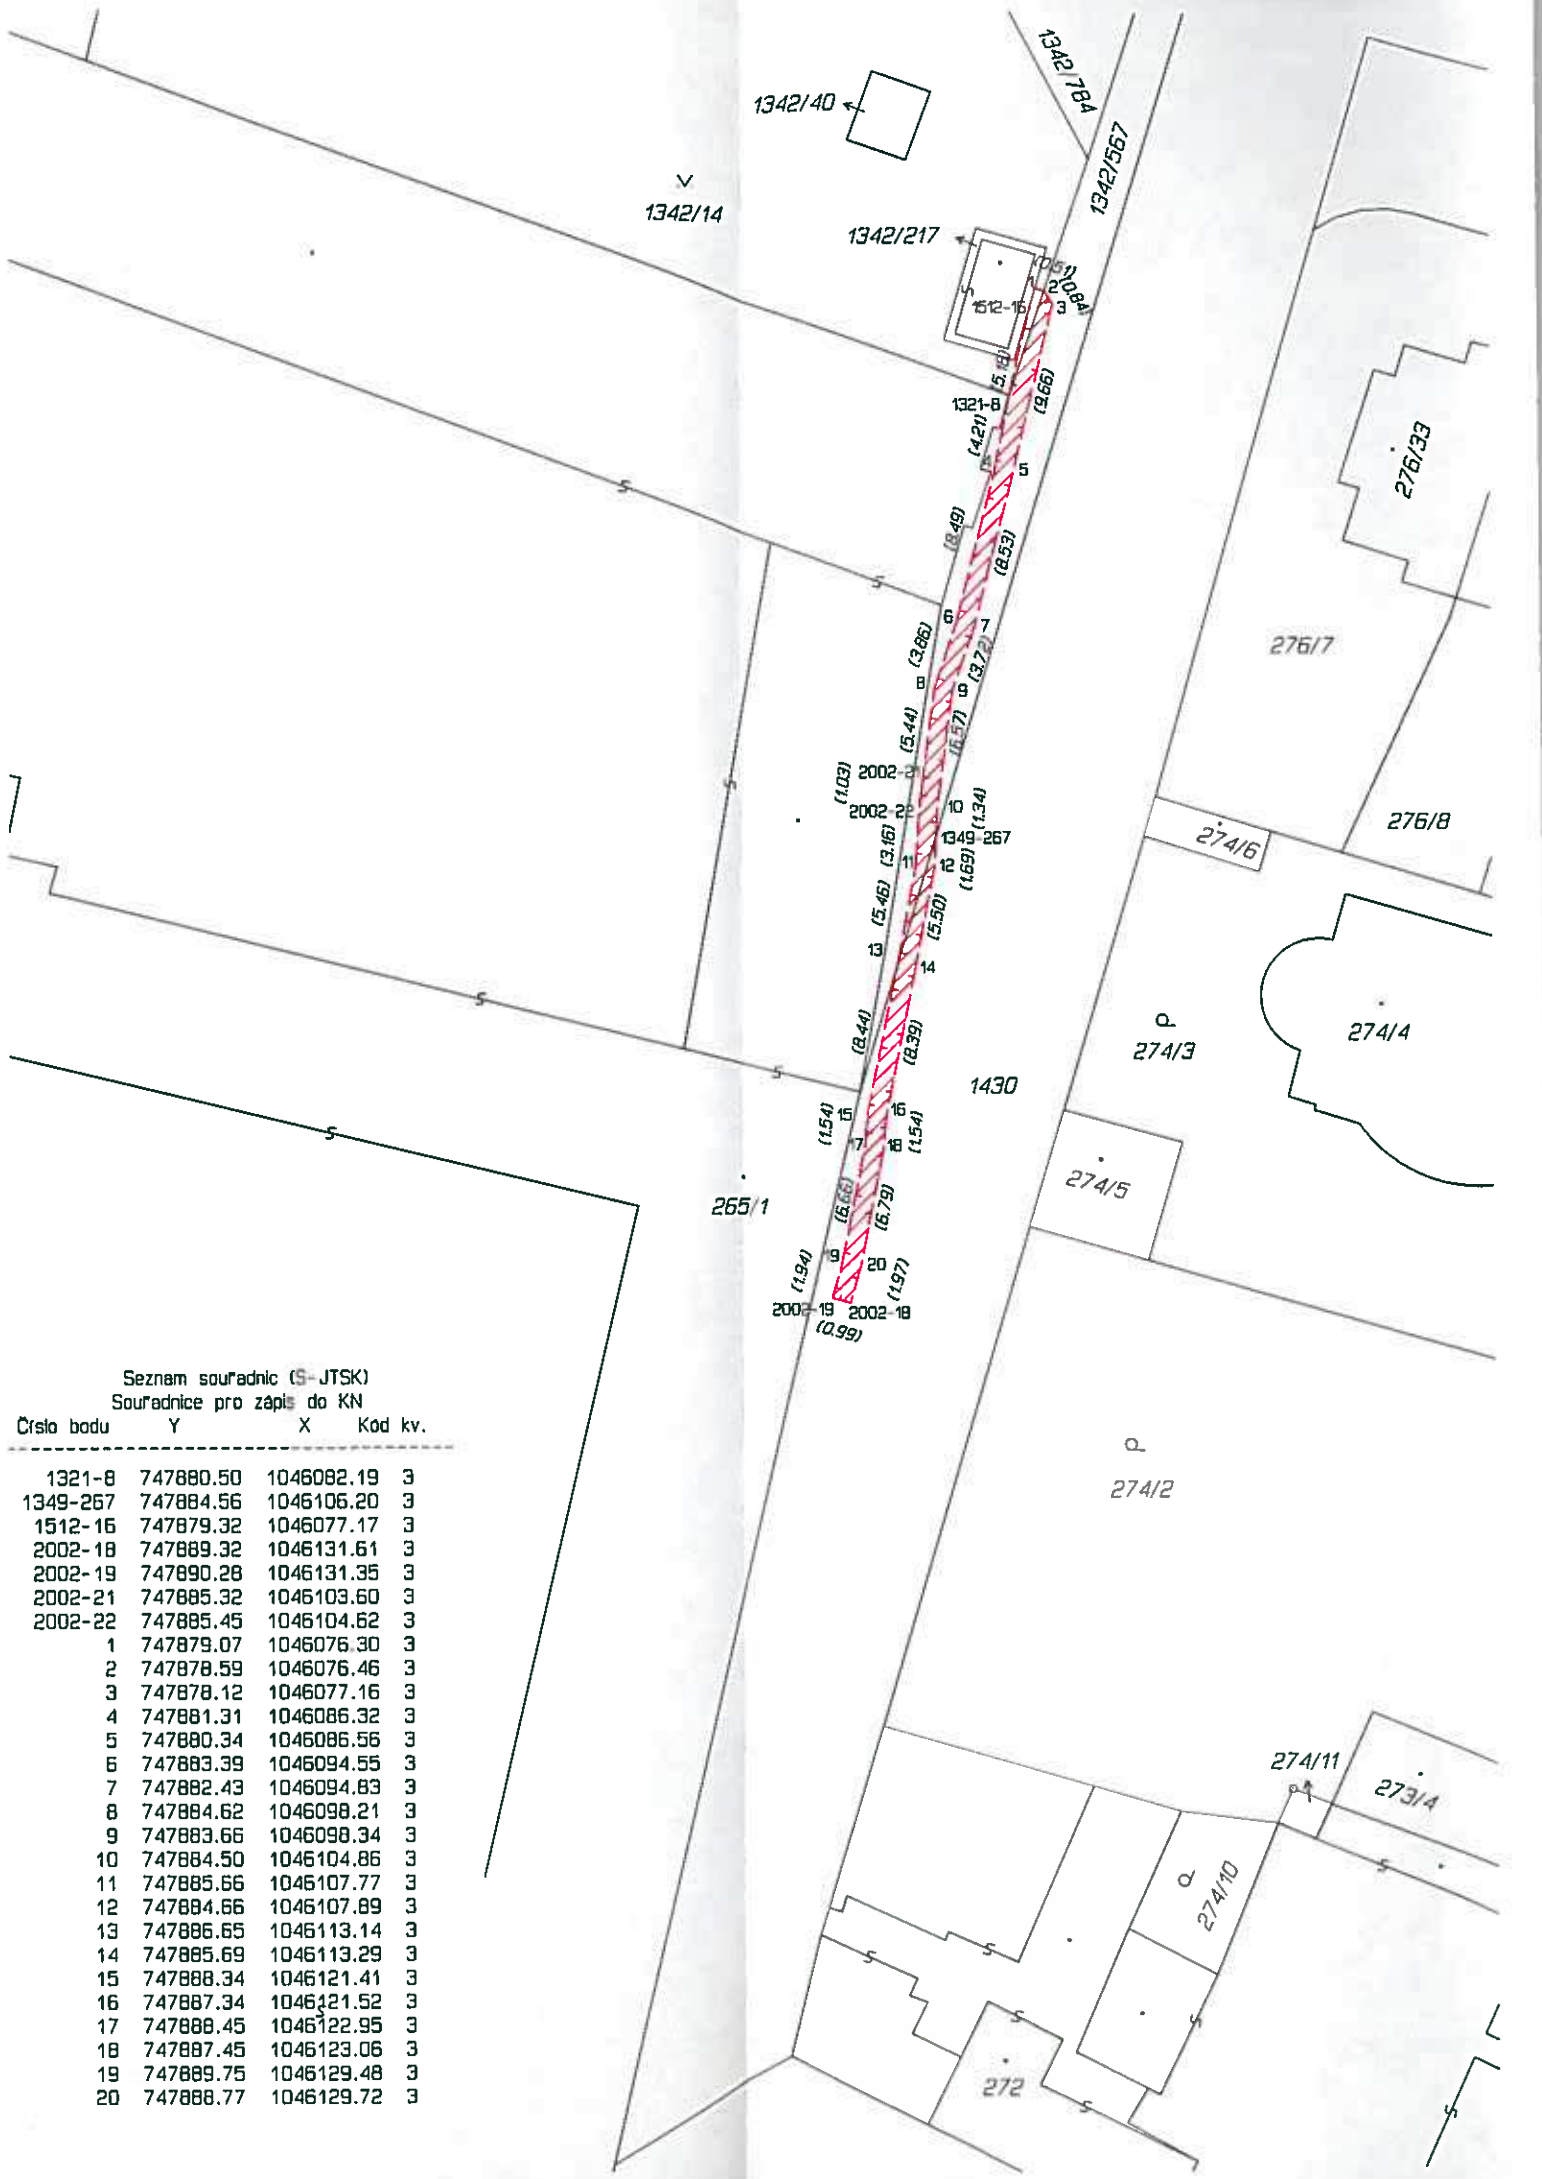 1342/784
1342/40
1342/567
1342/14
1342/217
(0.51)
1
2
(0.84)
1512-16
3
(5.18)
(9.66)
1321-8
(4.21)
4
5
276/33
(8.49)
(8.53)
6
7
(3.86)
(3.72)
276/7
8
9
(5.44)
(6.57)
2002-21
(1.03)
2002-22
10
(1.34)
276/8
1349-267
274/6
(3.16)
11
12
(1.69)
(5.46)
(5.50)
13
14
(8.44)
(8.39)
274/3
274/4
1430
15
16
(1.54)
17
18
(1.54)
274/5
265/1
(6.66)
(6.79)
19
20
(1.94)
(1.97)
2002-19
2002-18
(0.99)
Seznam souřadnic (S-JTSK)
Souřadnice pro zápis do KN
Číslo bodu Y X Kód kv.
1321-8 747880.50 1046082.19 3
1349-267 747884.56 1046106.20 3
1512-16 747879.32 1046077.17 3
2002-18 747889.32 1046131.61 3
2002-19 747890.28 1046131.35 3
2002-21 747885.32 1046103.60 3
2002-22 747885.45 1046104.62 3
1 747879.07 1046076.30 3
2 747878.59 1046076.46 3
3 747878.12 1046077.16 3
4 747881.31 1046086.32 3
5 747880.34 1046086.56 3
6 747883.39 1046094.55 3
7 747882.43 1046094.83 3
8 747884.62 1046098.21 3
9 747883.66 1046098.34 3
10 747884.50 1046104.86 3
11 747885.66 1046107.77 3
12 747884.66 1046107.89 3
13 747886.65 1046113.14 3
14 747885.69 1046113.29 3
15 747888.34 1046121.41 3
16 747887.34 1046121.52 3
17 747888.45 1046122.95 3
18 747887.45 1046123.06 3
19 747889.75 1046129.48 3
20 747888.77 1046129.72 3
274/2
274/11
273/4
274/10
272